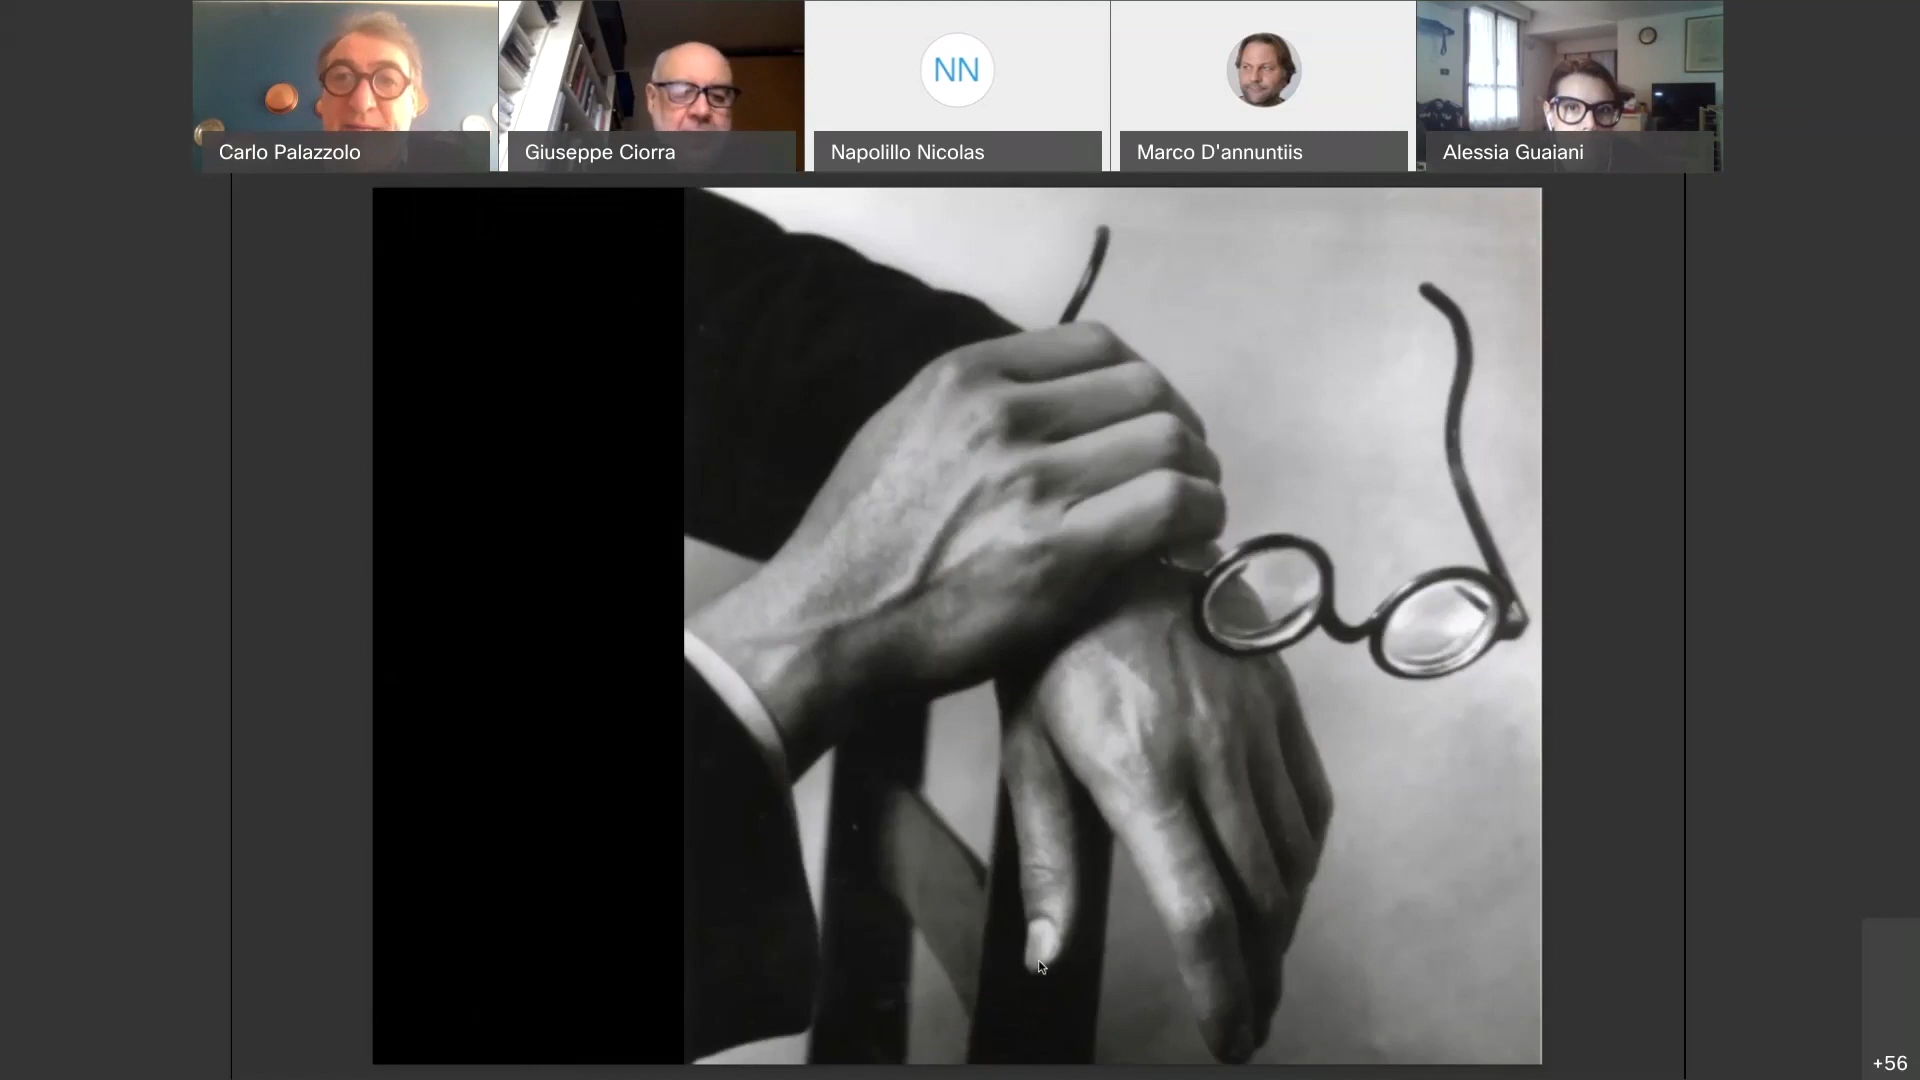 Carlo Palazzolo
Giuseppe Ciorra
NN
Napolillo Nicolas
Marco D'annuntiis
Alessia Guaiani
+56